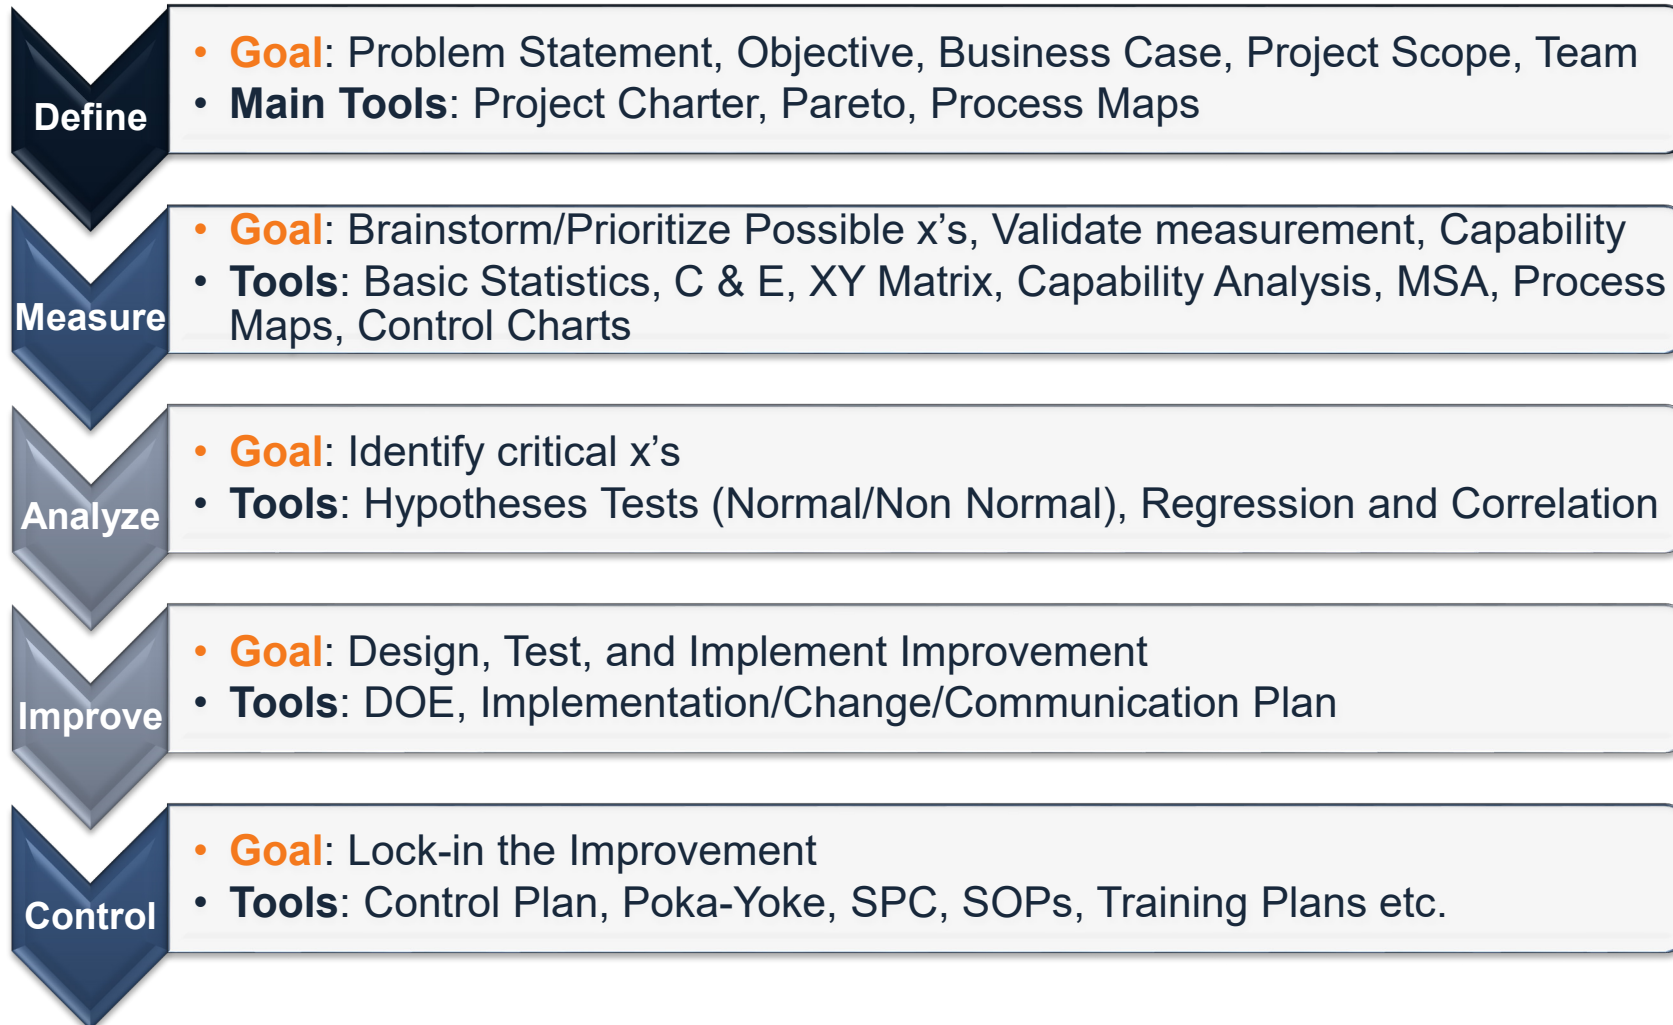 Define
• Goal: Problem Statement, Objective, Business Case, Project Scope, Team
• Main Tools: Project Charter, Pareto, Process Maps
Measure
• Goal: Brainstorm/Prioritize Possible x’s, Validate measurement, Capability
• Tools: Basic Statistics, C & E, XY Matrix, Capability Analysis, MSA, Process
Maps, Control Charts
Analyze
• Goal: Identify critical x’s
• Tools: Hypotheses Tests (Normal/Non Normal), Regression and Correlation
Improve
• Goal: Design, Test, and Implement Improvement
• Tools: DOE, Implementation/Change/Communication Plan
Control
• Goal: Lock-in the Improvement
• Tools: Control Plan, Poka-Yoke, SPC, SOPs, Training Plans etc.